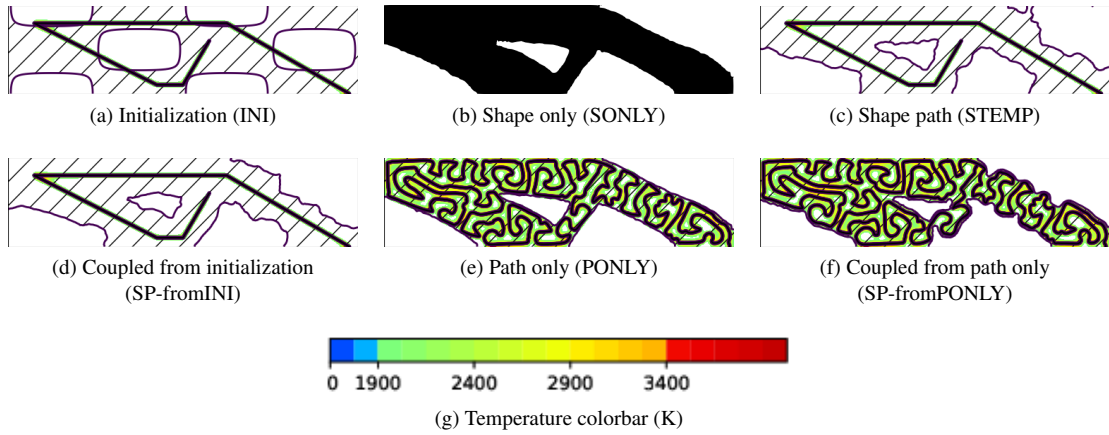 (a) Initialization (INI)
(b) Shape only (SONLY)
(c) Shape path (STEMP)
(d) Coupled from initialization
(SP-fromINI)
(e) Path only (PONLY)
(f) Coupled from path only
(SP-fromPONLY)
0 1900 2400 2900 3400
(g) Temperature colorbar (K)